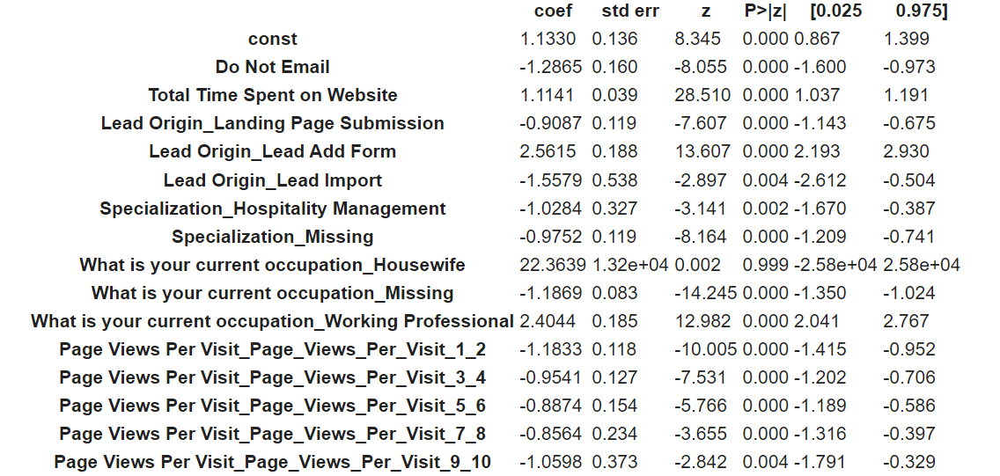 coef std err z P>|z| [0.025 0.975]
const 1.1330 0.136 8.345 0.000 0.867 1.399
Do Not Email -1.2865 0.160 -8.055 0.000 -1.600 -0.973
Total Time Spent on Website 1.1141 0.039 28.510 0.000 1.037 1.191
Lead Origin_Landing Page Submission -0.9087 0.119 -7.607 0.000 -1.143 -0.675
Lead Origin_Lead Add Form 2.5615 0.188 13.607 0.000 2.193 2.930
Lead Origin_Lead Import -1.5579 0.538 -2.897 0.004 -2.612 -0.504
Specialization_Hospitality Management -1.0284 0.327 -3.141 0.002 -1.670 -0.387
Specialization_Missing -0.9752 0.119 -8.164 0.000 -1.209 -0.741
What is your current occupation_Housewife 22.3639 1.32e+04 0.002 0.999 -2.58e+04 2.58e+04
What is your current occupation_Missing -1.1869 0.083 -14.245 0.000 -1.350 -1.024
What is your current occupation_Working Professional 2.4044 0.185 12.982 0.000 2.041 2.767
Page Views Per Visit_Page_Views_Per_Visit_1_2 -1.1833 0.118 -10.005 0.000 -1.415 -0.952
Page Views Per Visit_Page_Views_Per_Visit_3_4 -0.9541 0.127 -7.531 0.000 -1.202 -0.706
Page Views Per Visit_Page_Views_Per_Visit_5_6 -0.8874 0.154 -5.766 0.000 -1.189 -0.586
Page Views Per Visit_Page_Views_Per_Visit_7_8 -0.8564 0.234 -3.655 0.000 -1.316 -0.397
Page Views Per Visit_Page_Views_Per_Visit_9_10 -1.0598 0.373 -2.842 0.004 -1.791 -0.329